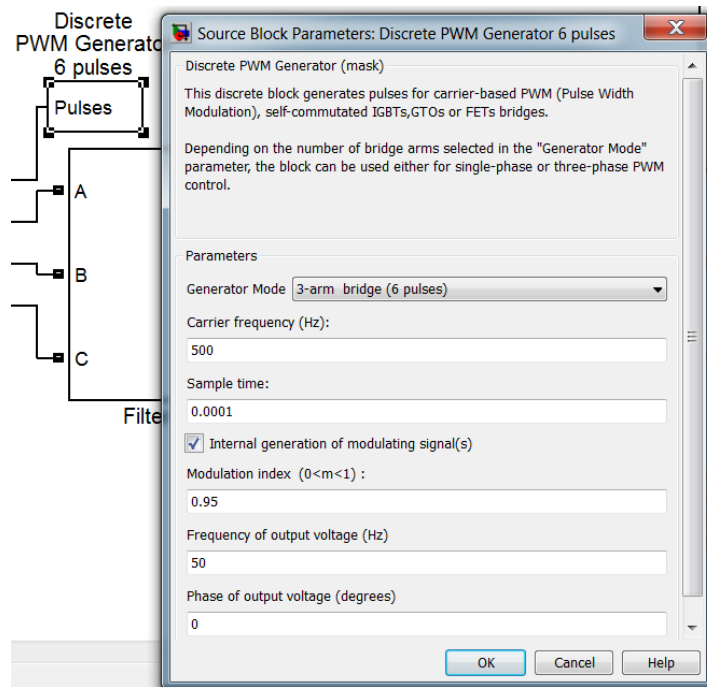 Discrete
PWM Generato
6 pulses
Pulses
A
B
C
Filte
Source Block Parameters: Discrete PWM Generator 6 pulses
Discrete PWM Generator (mask)
This discrete block generates pulses for carrier-based PWM (Pulse Width
Modulation), self-commutated IGBTs,GTOs or FETs bridges.
Depending on the number of bridge arms selected in the "Generator Mode"
parameter, the block can be used either for single-phase or three-phase PWM
control.
Parameters
Generator Mode 3-arm bridge (6 pulses)
Carrier frequency (Hz):
500
Sample time:
0.0001
Internal generation of modulating signal(s)
Modulation index (0<m<1) :
0.95
Frequency of output voltage (Hz)
50
Phase of output voltage (degrees)
0
OK Cancel Help